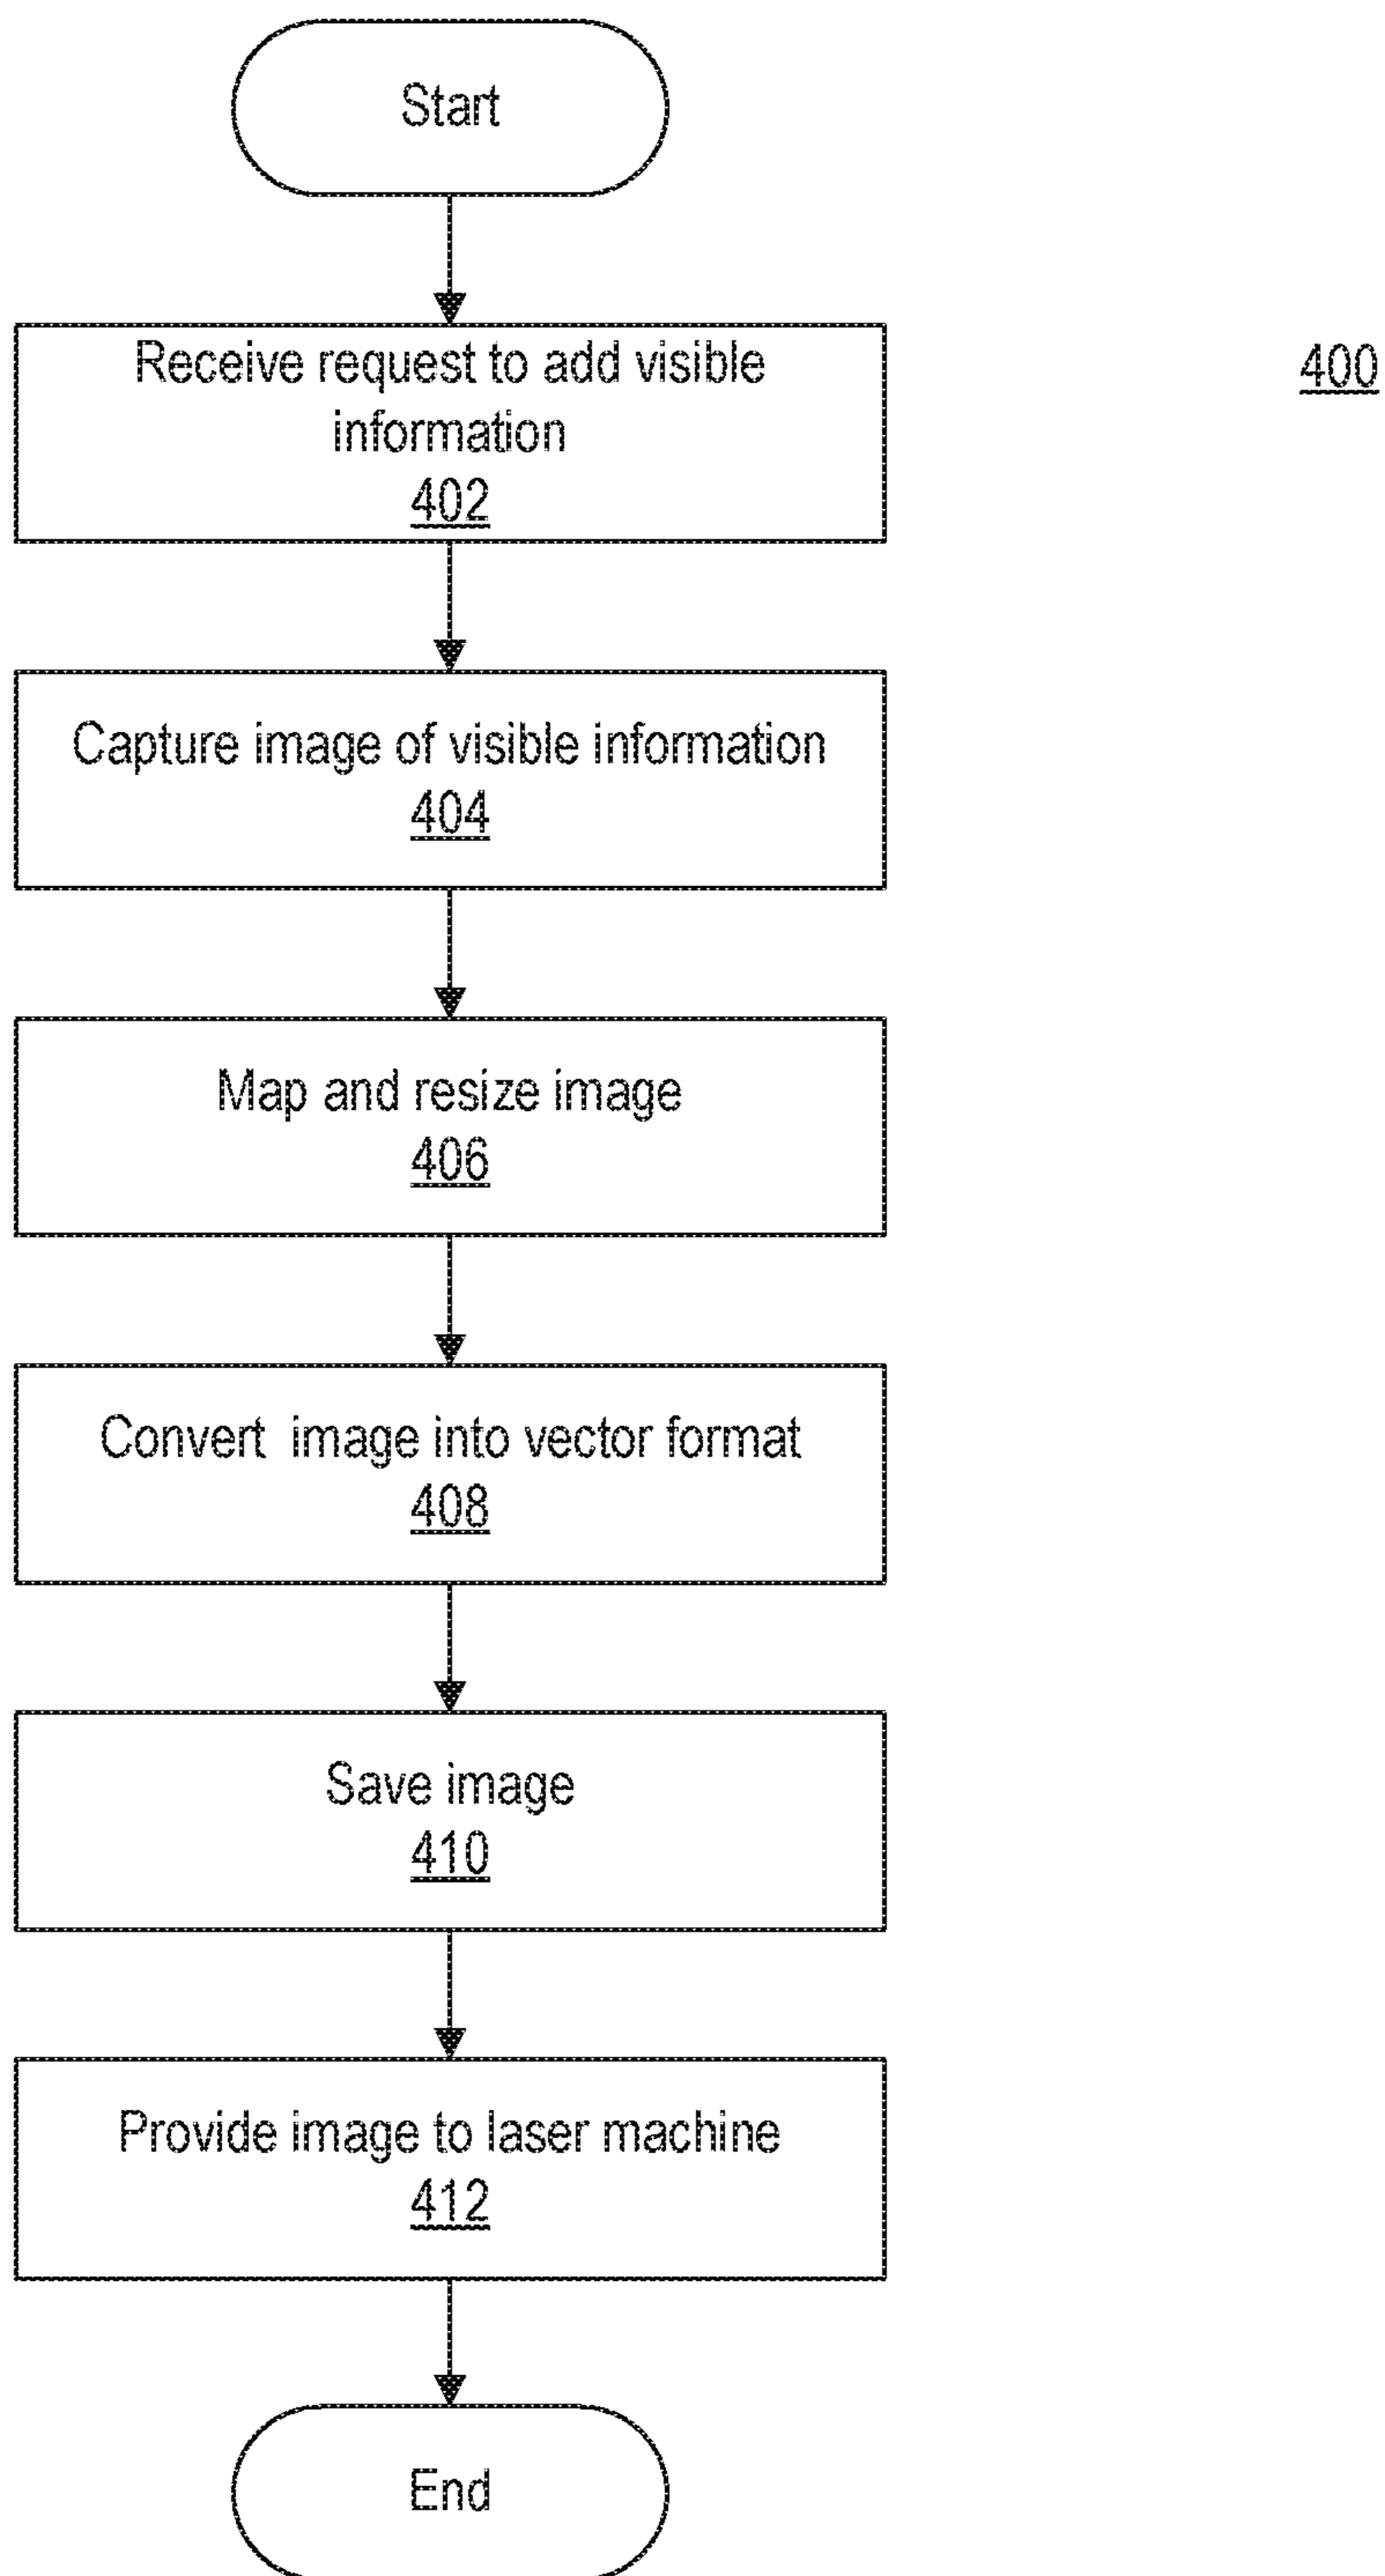 Start
Receive request to add visible
information
402
400
Capture image of visible information
404
Map and resize image
406
Convert  image into vector format
408
Save image
410
Provide image to laser machine
412
End